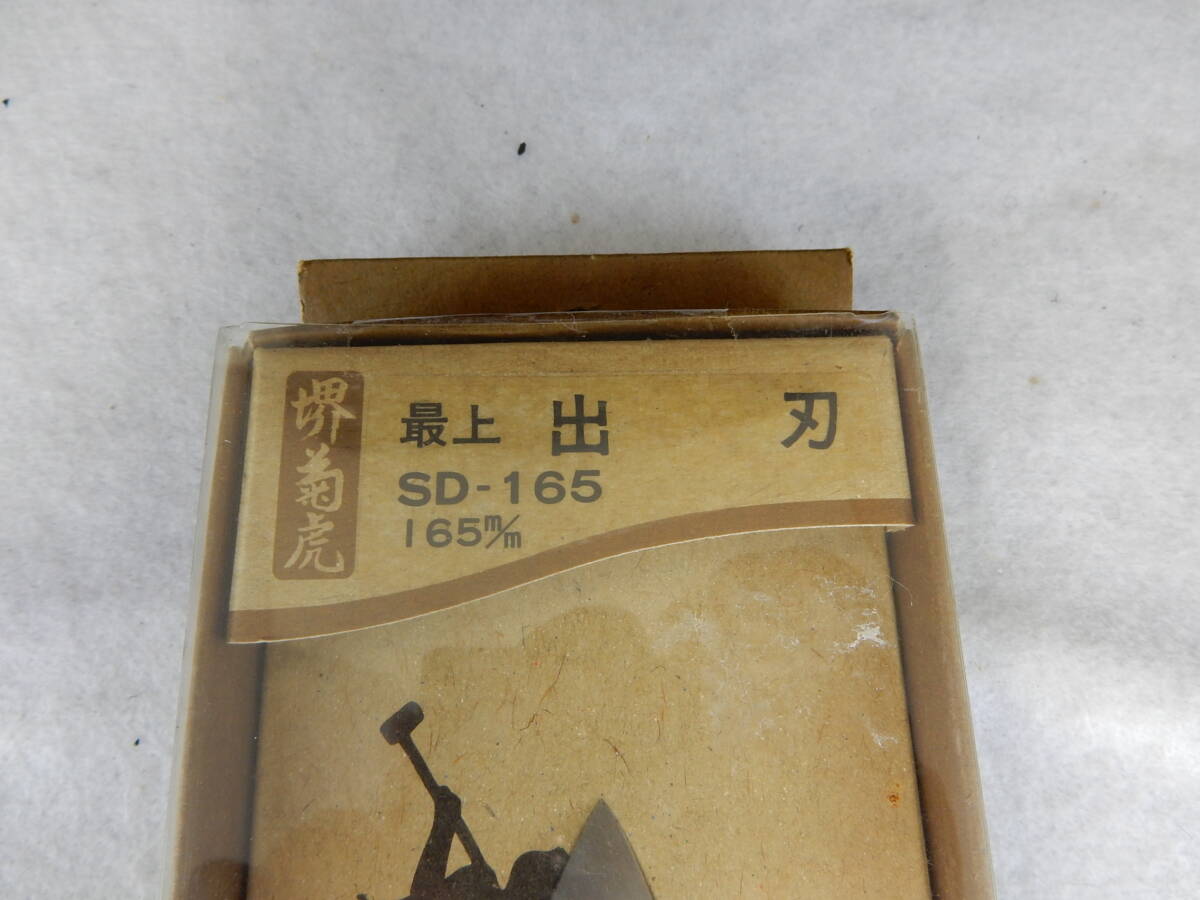 堺菊虎
最上 出 刃
SD-165
165m/m